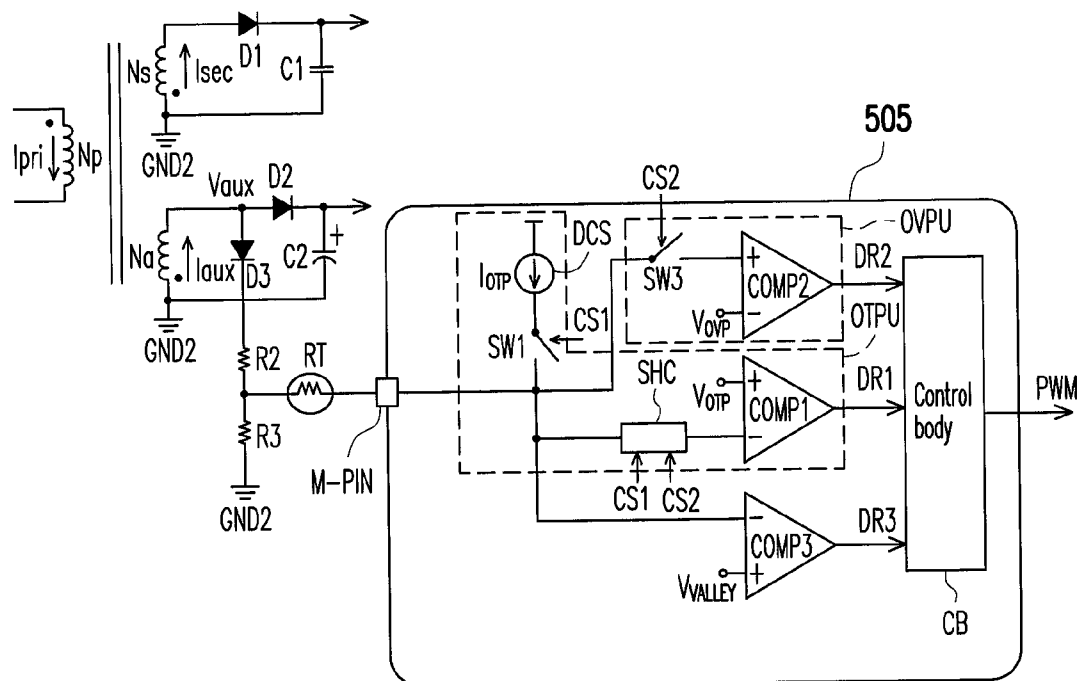 D1
Ns
Isec
C1
505
GND2
Ipri
Np
Vaux
D2
CS2
OVPU
DCS
Na
Iaux
D3
C2
+
IOTP
SW3
+
COMP2
-
DR2
VOVP
OTPU
GND2
SW1
CS1
R2
RT
SHC
VOTP
+
COMP1
-
DR1
Control
body
PWM
R3
M-PIN
CS1
CS2
GND2
-
COMP3
+
DR3
VVALLEY
CB